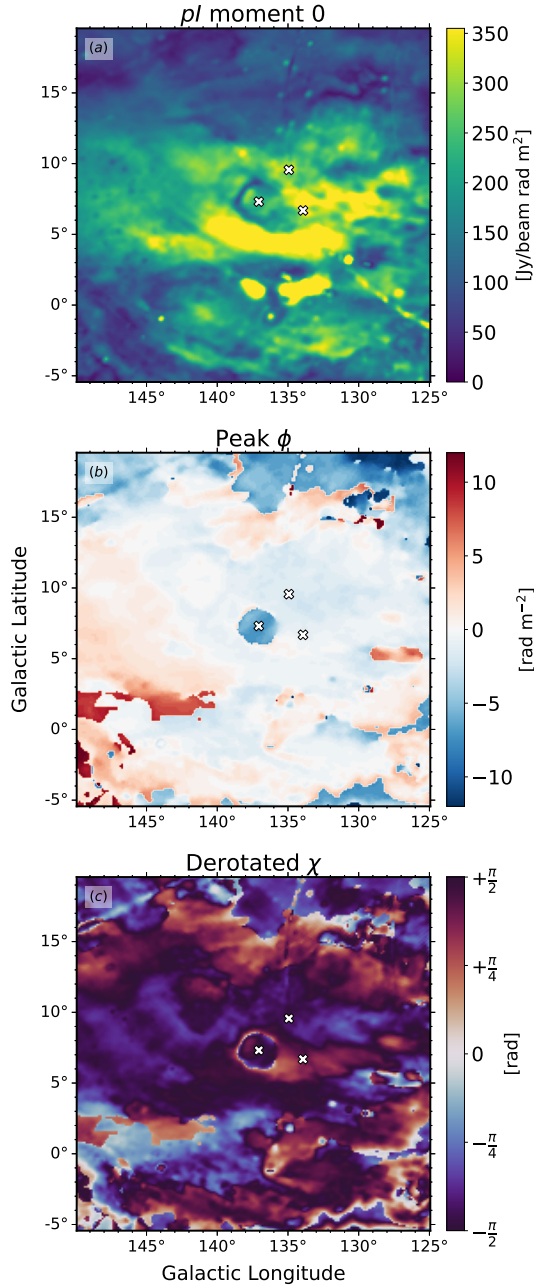 pI moment 0
(a)
15°
10°
5°
0°
-5°
145° 140° 135° 130° 125°
350
300
250
200
150
100
50
0
[Jy/beam rad m²]
Peak ϕ
(b)
15°
10°
5°
0°
-5°
145° 140° 135° 130° 125°
10
5
0
−5
−10
[rad m⁻²]
Galactic Latitude
Derotated χ
(c)
15°
10°
5°
0°
-5°
145° 140° 135° 130° 125°
+π/2
+π/4
0
−π/4
−π/2
[rad]
Galactic Longitude